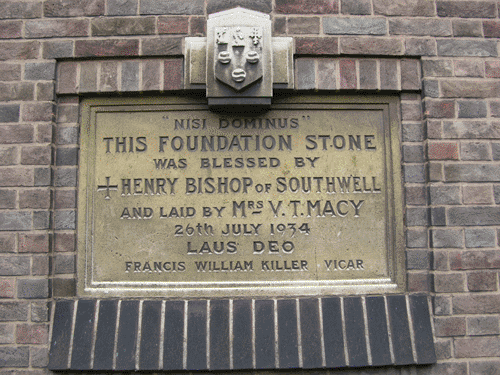 "NISI DOMINUS"
THIS FOUNDATION STONE
WAS BLESSED BY
+HENRY BISHOP OF SOUTHWELL
AND LAID BY MRS V.T.MACY
26th JULY 1934
LAUS DEO
FRANCIS WILLIAM KILLER VICAR